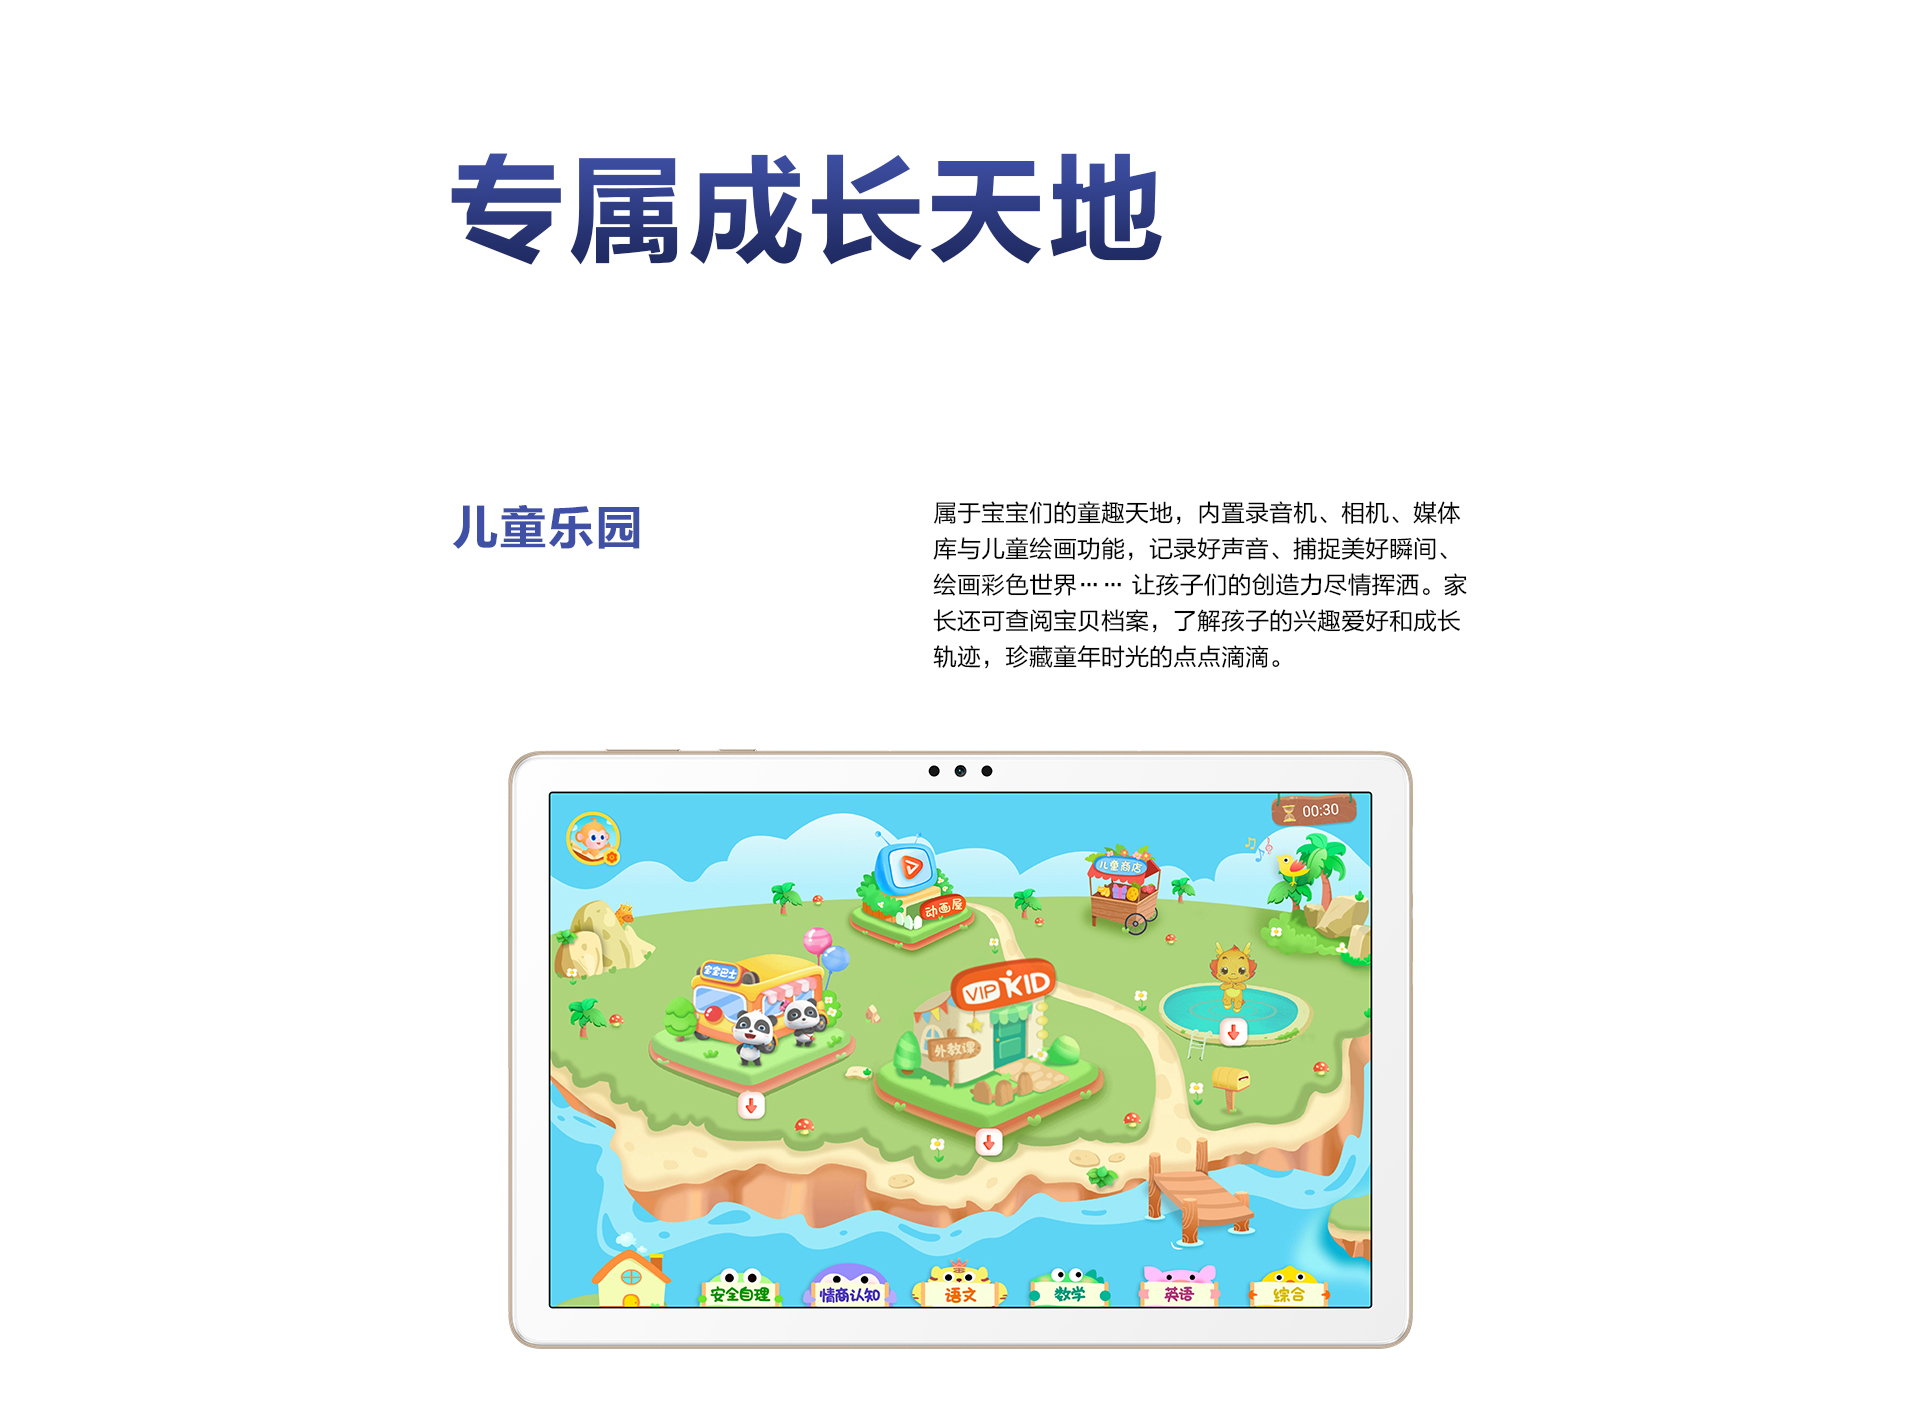 专属成长天地
儿童乐园
属于宝宝们的童趣天地，内置录音机、相机、媒体
库与儿童绘画功能，记录好声音、捕捉美好瞬间、
绘画彩色世界…… 让孩子们的创造力尽情挥洒。家
长还可查阅宝贝档案，了解孩子的兴趣爱好和成长
轨迹，珍藏童年时光的点点滴滴。
00:30
儿童商店
动画屋
宝宝巴士
VIPKID
外教课
安全自理
情商认知
语文
数学
英语
综合